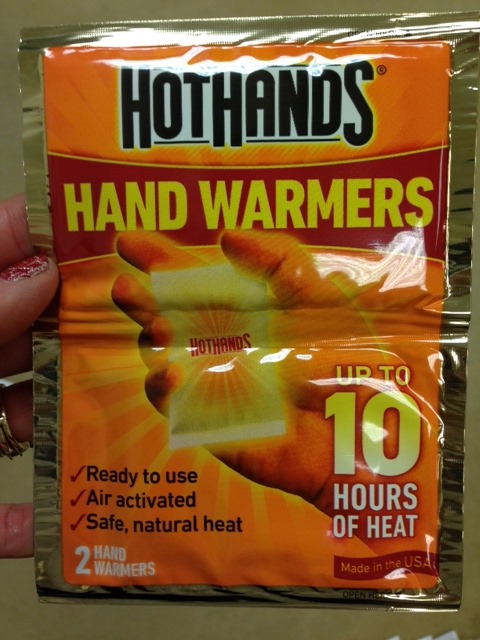 HOTHANDS®
HAND WARMERS
HOTHANDS
UP TO
10
HOURS
OF HEAT
✓Ready to use
✓Air activated
✓Safe, natural heat
2 HAND
WARMERS
Made in the USA
OPEN